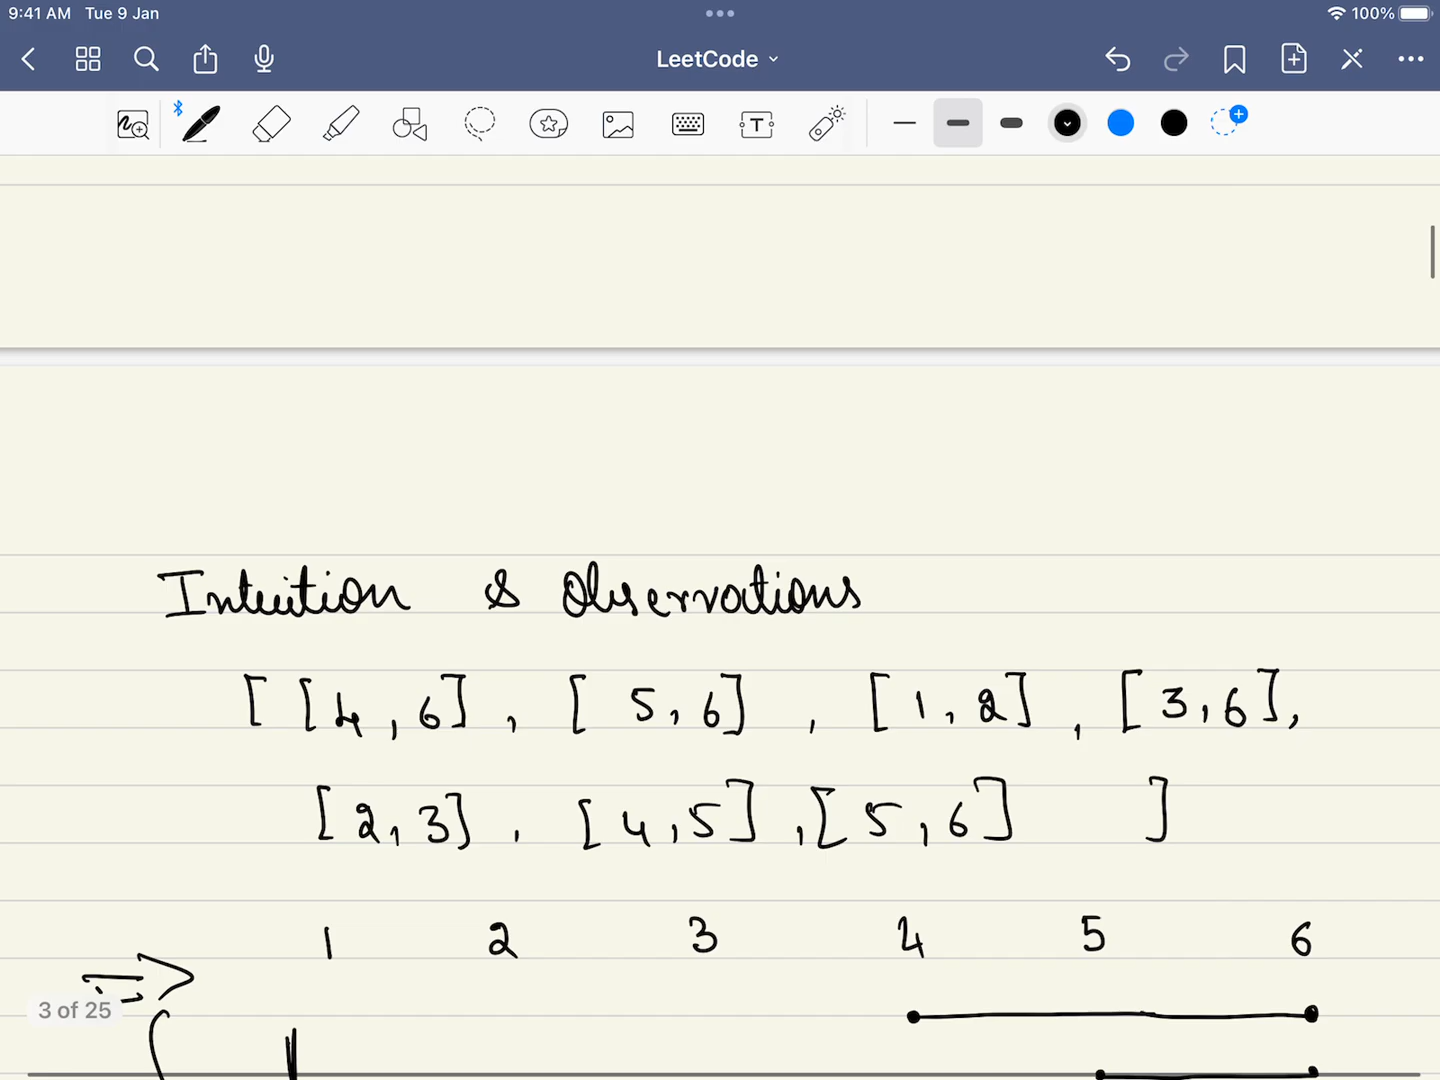 9:41 AM Tue 9 Jan
100%
LeetCode
T
Intuition & Observations
[ [4,6], [5,6], [1,2], [3,6],
[2,3], [4,5], [5,6] ]
1 2 3 4 5 6
3 of 25